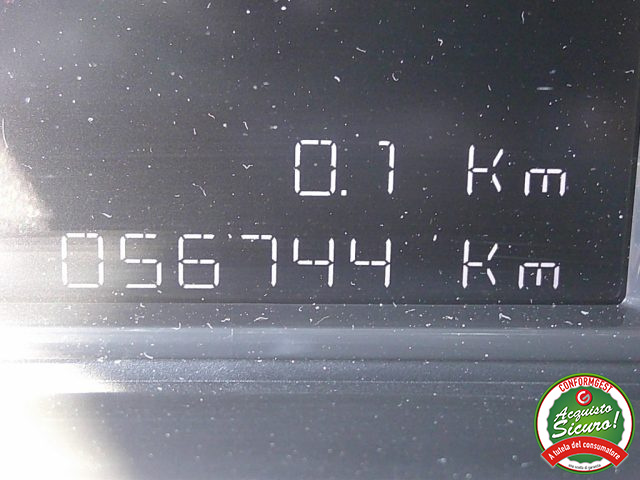 0.1 Km
056744 Km
CONFORMGEST
Acquisto
Sicuro!
A tutela del consumatore